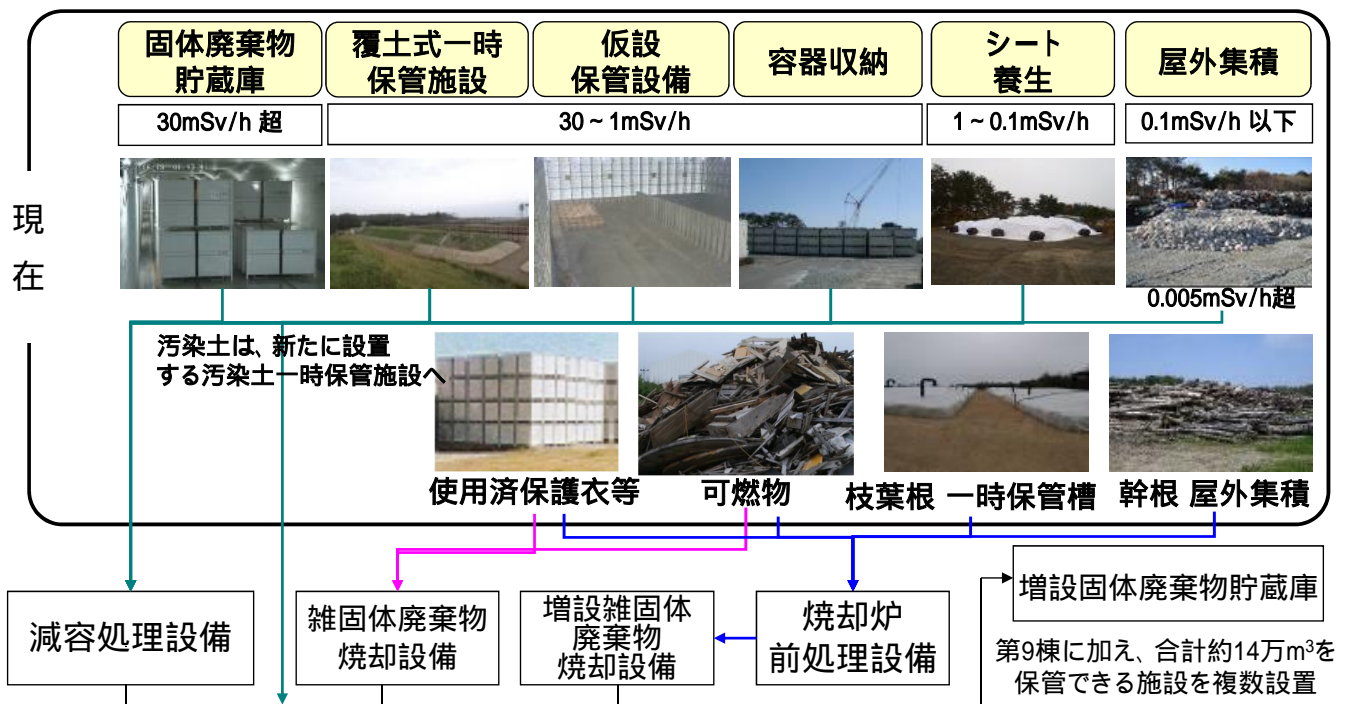 固体廃棄物
貯蔵庫
覆土式一時
保管施設
仮設
保管設備
容器収納
シート
養生
屋外集積
30mSv/h 超
30～1mSv/h
1～0.1mSv/h
0.1mSv/h 以下
現
在
0.005mSv/h超
汚染土は、新たに設置
する汚染土一時保管施設へ
使用済保護衣等
可燃物
枝葉根 一時保管槽
幹根 屋外集積
減容処理設備
雑固体廃棄物
焼却設備
増設雑固体
廃棄物
焼却設備
焼却炉
前処理設備
増設固体廃棄物貯蔵庫
第9棟に加え、合計約14万m³を
保管できる施設を複数設置